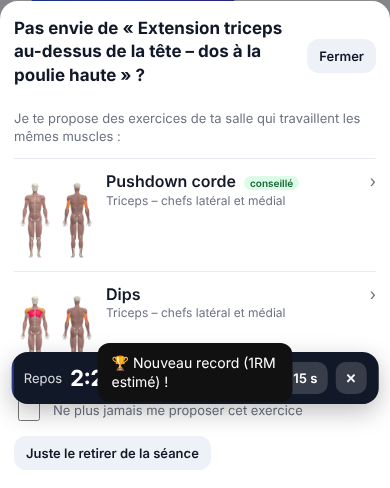 Pas envie de « Extension triceps
au-dessus de la tête – dos à la
poulie haute » ?
Fermer
Je te propose des exercices de ta salle qui travaillent les
mêmes muscles :
Pushdown corde conseillé ›
Triceps – chefs latéral et médial
Dips ›
Triceps – chefs latéral et médial
Repos 2:2
🏆 Nouveau record (1RM
estimé) !
15 s ✕
Ne plus jamais me proposer cet exercice
Juste le retirer de la séance